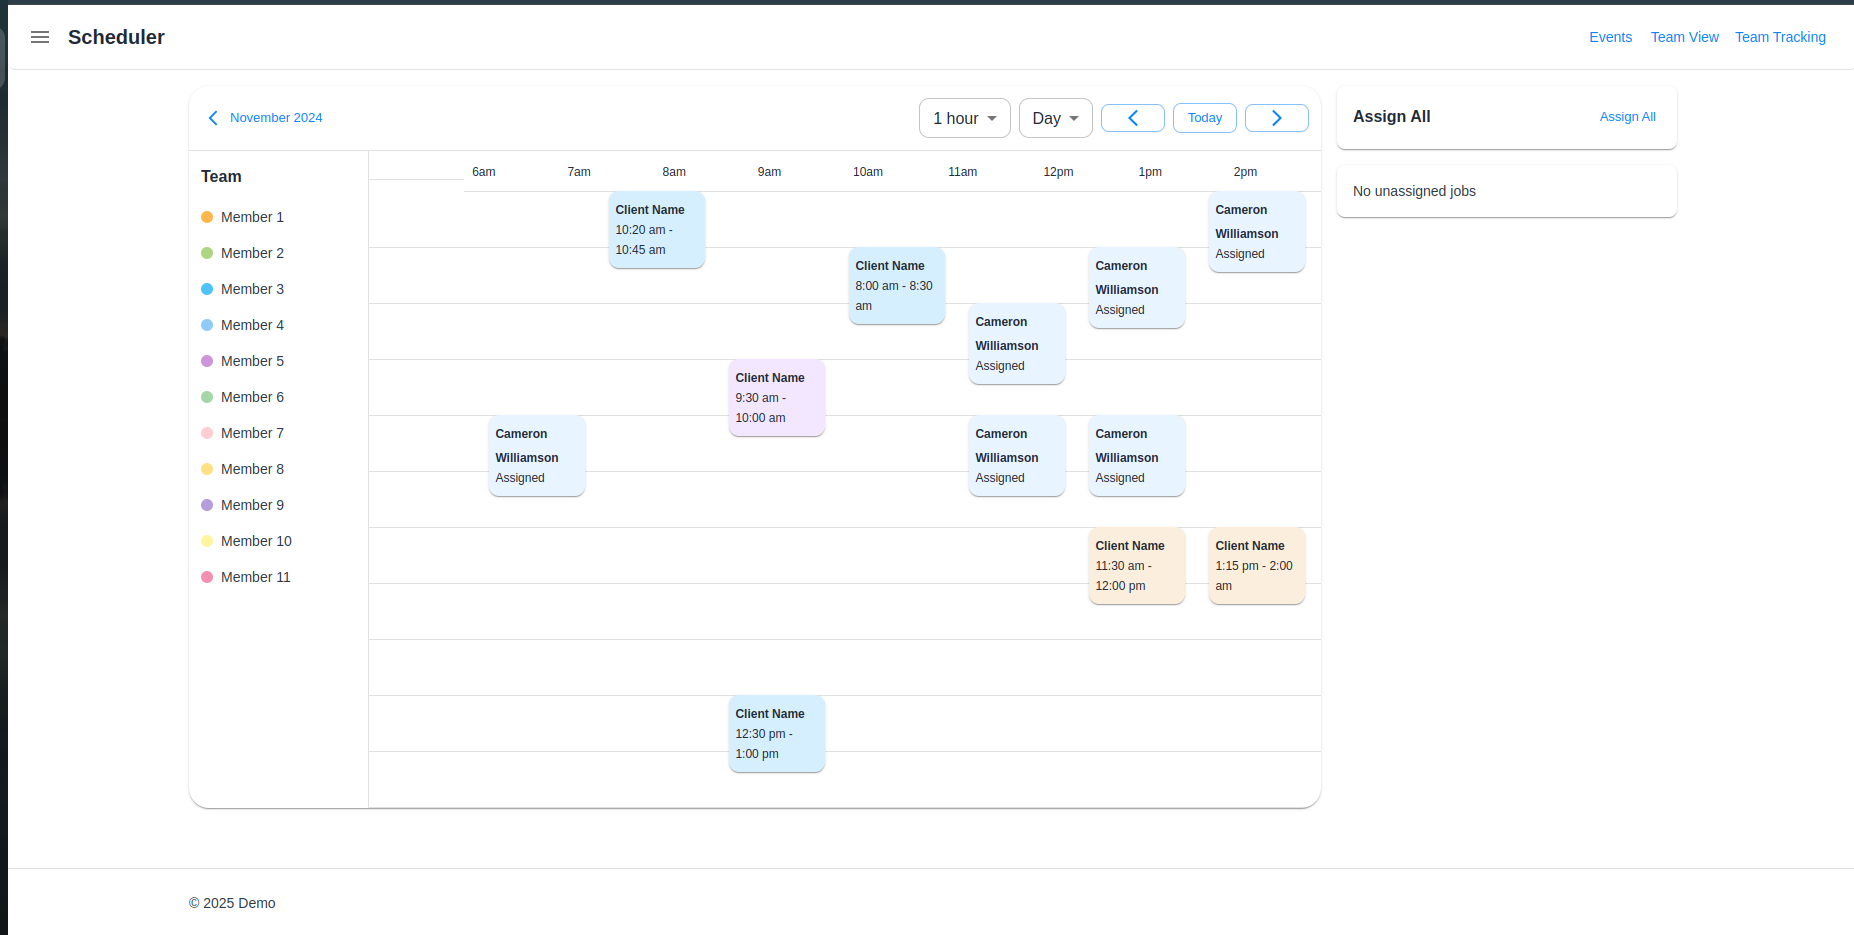 Scheduler
Events Team View Team Tracking
November 2024
1 hour
Day
Today
Assign All
Assign All
No unassigned jobs
Team
Member 1
Member 2
Member 3
Member 4
Member 5
Member 6
Member 7
Member 8
Member 9
Member 10
Member 11
6am 7am 8am 9am 10am 11am 12pm 1pm 2pm
Client Name
10:20 am -
10:45 am
Cameron
Williamson
Assigned
Client Name
8:00 am - 8:30
am
Cameron
Williamson
Assigned
Cameron
Williamson
Assigned
Client Name
9:30 am -
10:00 am
Cameron
Williamson
Assigned
Cameron
Williamson
Assigned
Cameron
Williamson
Assigned
Client Name
11:30 am -
12:00 pm
Client Name
1:15 pm - 2:00
am
Client Name
12:30 pm -
1:00 pm
© 2025 Demo